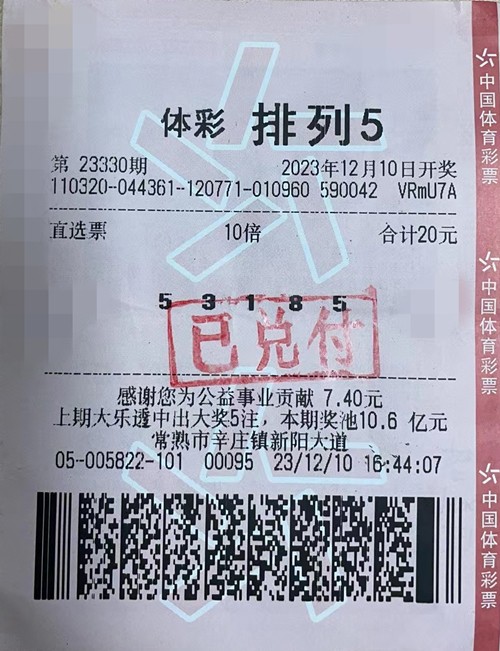 体彩 排列5
第 23330期 2023年12月10日开奖
110320--044361--120771-010960 590042 VRmU7A
直选票 10倍 合计20元
5 3 1 8 5
已兑付
感谢您为公益事业贡献 7.40元
上期大乐透中出大奖5注，本期奖池10.6 亿元
常熟市辛庄镇新阳大道
05-005822-101 00095 23/12/10 16:44:07
中国体育彩票
中国体育彩票
中国体育彩票